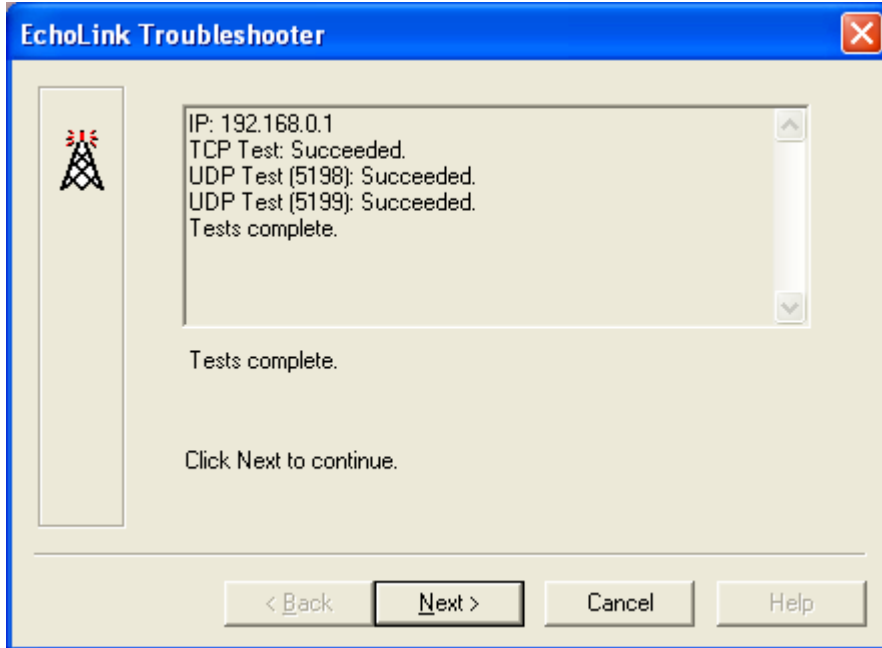 EchoLink Troubleshooter
IP: 192.168.0.1
TCP Test: Succeeded.
UDP Test (5198): Succeeded.
UDP Test (5199): Succeeded.
Tests complete.
Tests complete.
Click Next to continue.
< Back
Next >
Cancel
Help